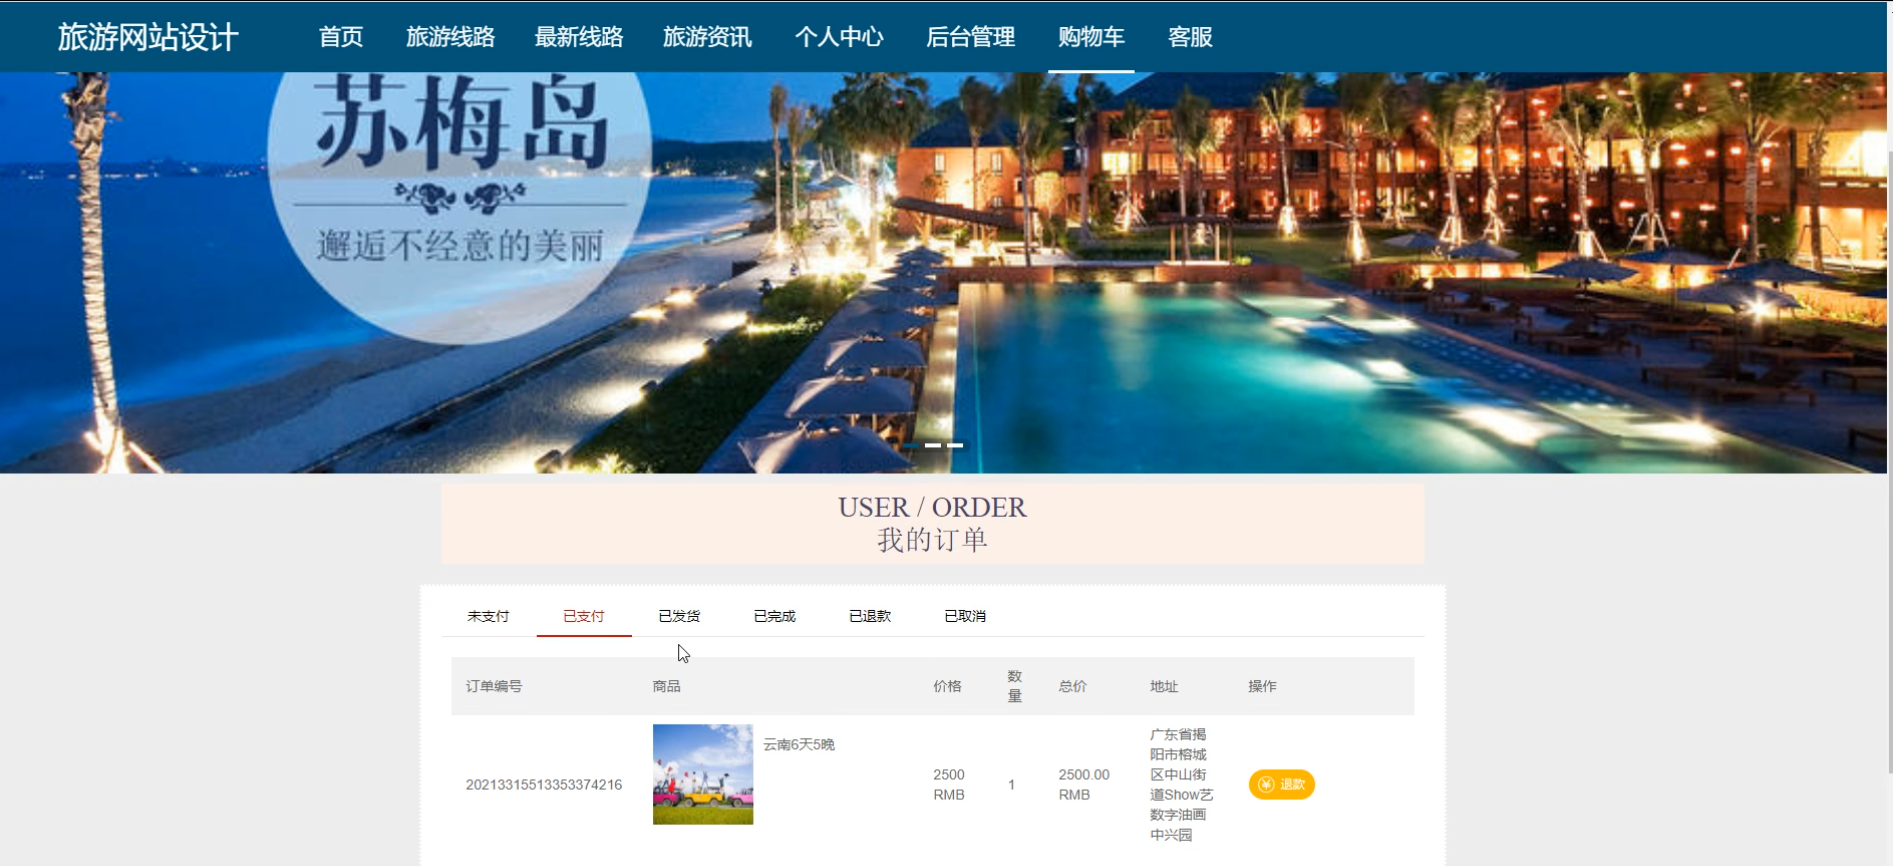 旅游网站设计 首页 旅游线路 最新线路 旅游资讯 个人中心 后台管理 购物车 客服
苏梅岛
邂逅不经意的美丽
USER / ORDER
我的订单
未支付 已支付 已发货 已完成 已退款 已取消
订单编号 商品 价格 数量 总价 地址 操作
20213315513353374216
云南6天5晚
2500
RMB
1
2500.00
RMB
广东省揭
阳市榕城
区中山街
道Show艺
数字油画
中兴园
退款